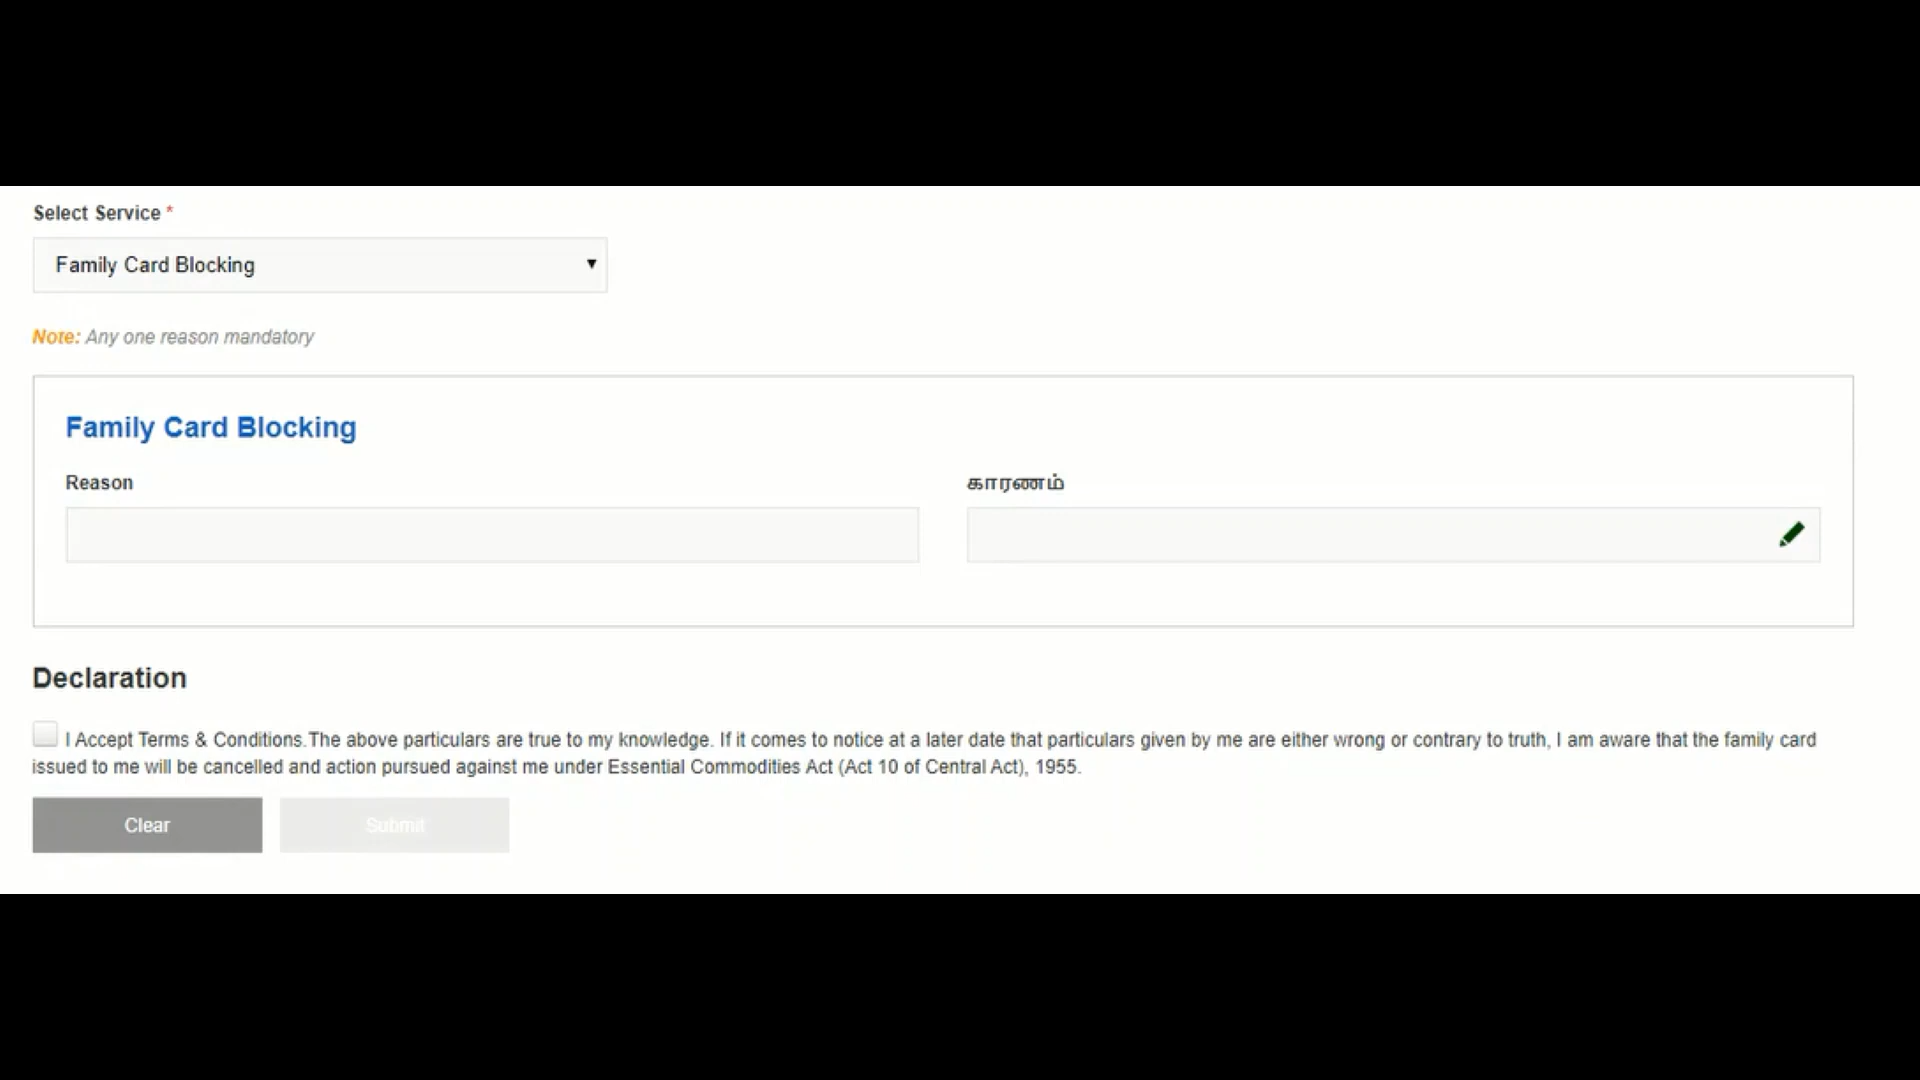 Select Service *
Family Card Blocking
Note: Any one reason mandatory
Family Card Blocking
Reason
காரணம்
Declaration
I Accept Terms & Conditions.The above particulars are true to my knowledge. If it comes to notice at a later date that particulars given by me are either wrong or contrary to truth, I am aware that the family card
issued to me will be cancelled and action pursued against me under Essential Commodities Act (Act 10 of Central Act), 1955.
Clear
Submit